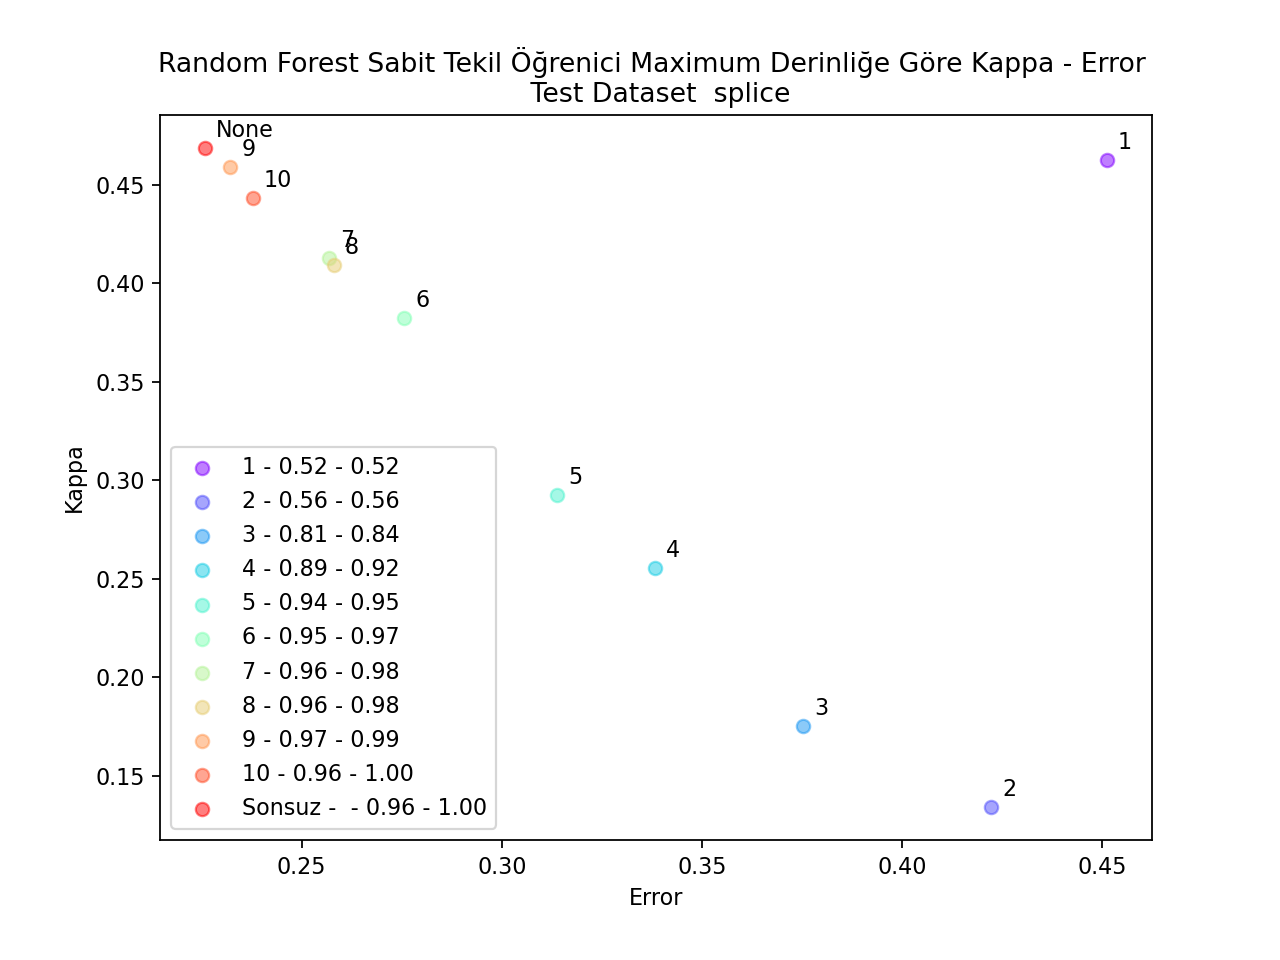 Random Forest Sabit Tekil Öğrenici Maximum Derinliğe Göre Kappa - Error
Test Dataset  splice
None
9
10
1
7
8
6
5
4
3
2
0.45
0.40
0.35
0.30
0.25
0.20
0.15
Kappa
1 - 0.52 - 0.52
2 - 0.56 - 0.56
3 - 0.81 - 0.84
4 - 0.89 - 0.92
5 - 0.94 - 0.95
6 - 0.95 - 0.97
7 - 0.96 - 0.98
8 - 0.96 - 0.98
9 - 0.97 - 0.99
10 - 0.96 - 1.00
Sonsuz -  - 0.96 - 1.00
0.25 0.30 0.35 0.40 0.45
Error